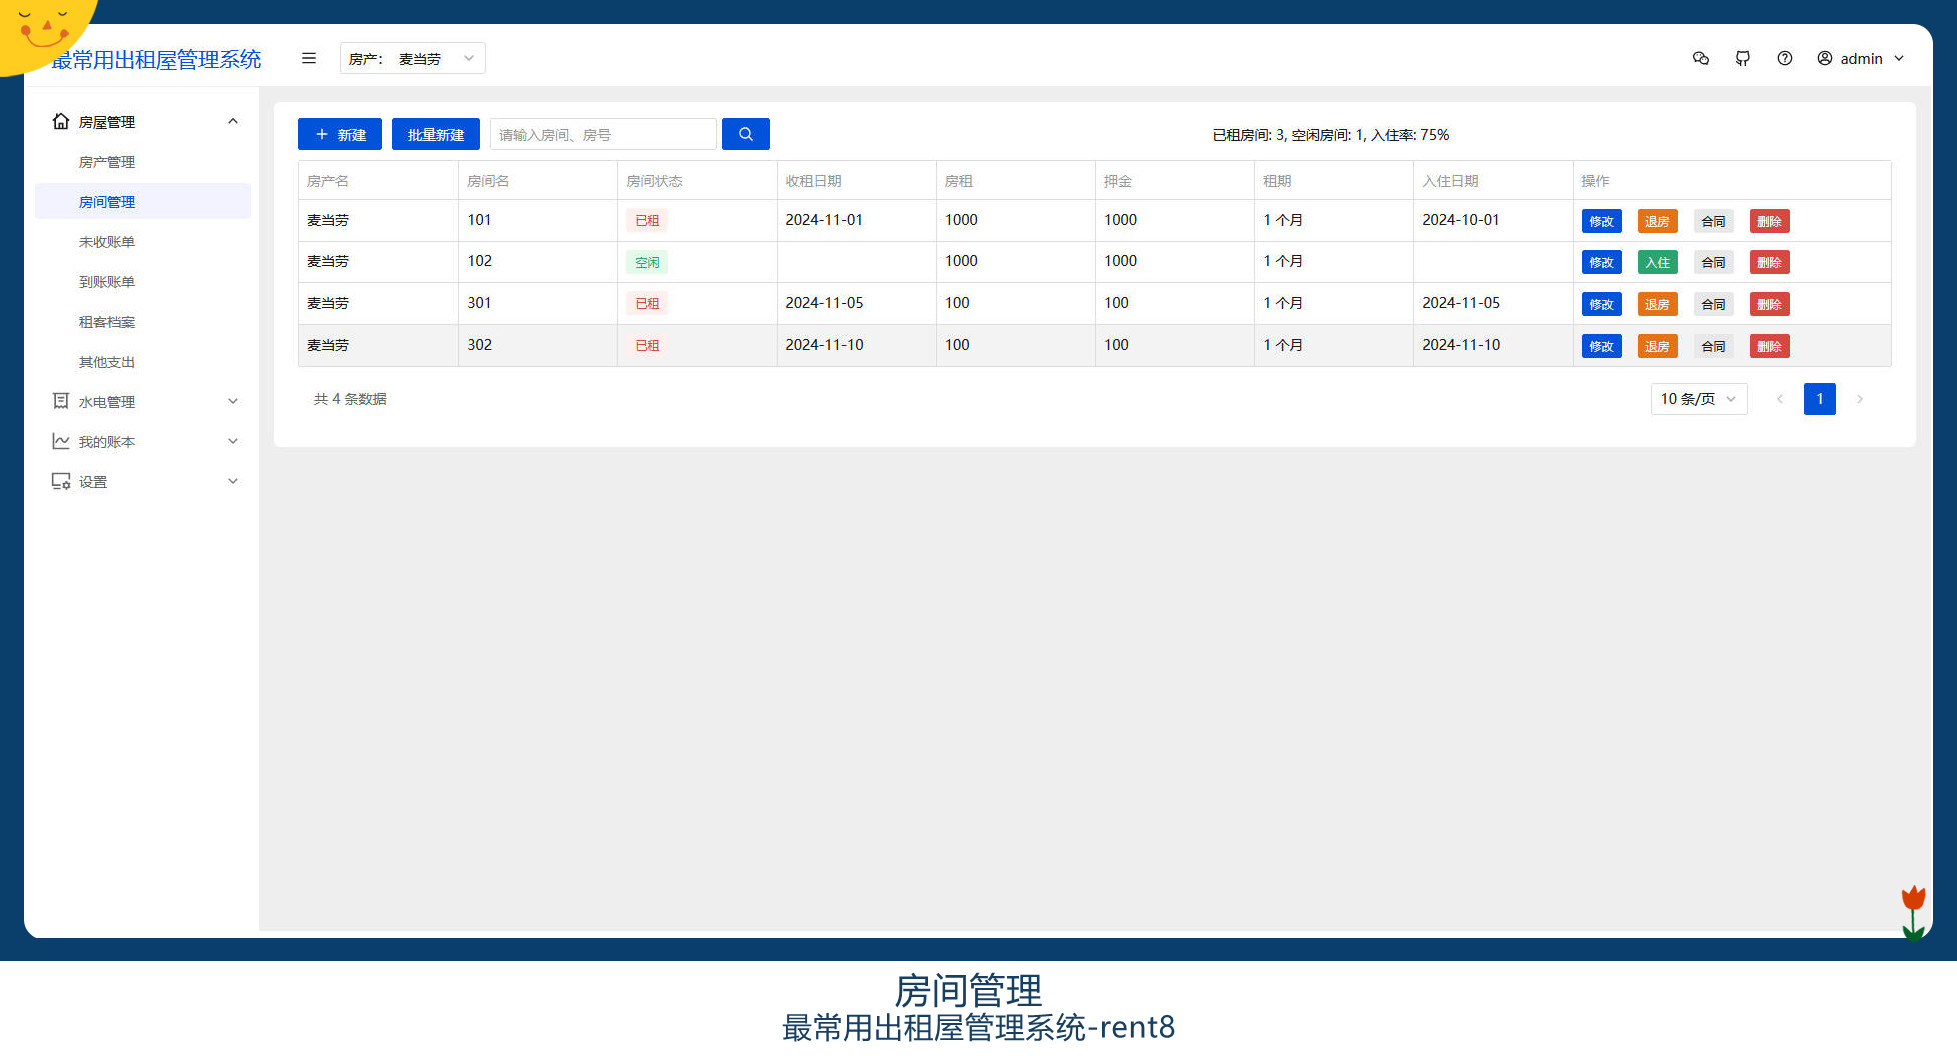 最常用出租屋管理系统
房产： 麦当劳
admin
房屋管理
房产管理
房间管理
未收账单
到账账单
租客档案
其他支出
水电管理
我的账本
设置
新建 批量新建 请输入房间、房号 已租房间: 3, 空闲房间: 1, 入住率: 75%
房产名 房间名 房间状态 收租日期 房租 押金 租期 入住日期 操作
麦当劳 101 已租 2024-11-01 1000 1000 1 个月 2024-10-01 修改 退房 合同 删除
麦当劳 102 空闲 1000 1000 1 个月 修改 入住 合同 删除
麦当劳 301 已租 2024-11-05 100 100 1 个月 2024-11-05 修改 退房 合同 删除
麦当劳 302 已租 2024-11-10 100 100 1 个月 2024-11-10 修改 退房 合同 删除
共 4 条数据 10 条/页 1
房间管理
最常用出租屋管理系统-rent8